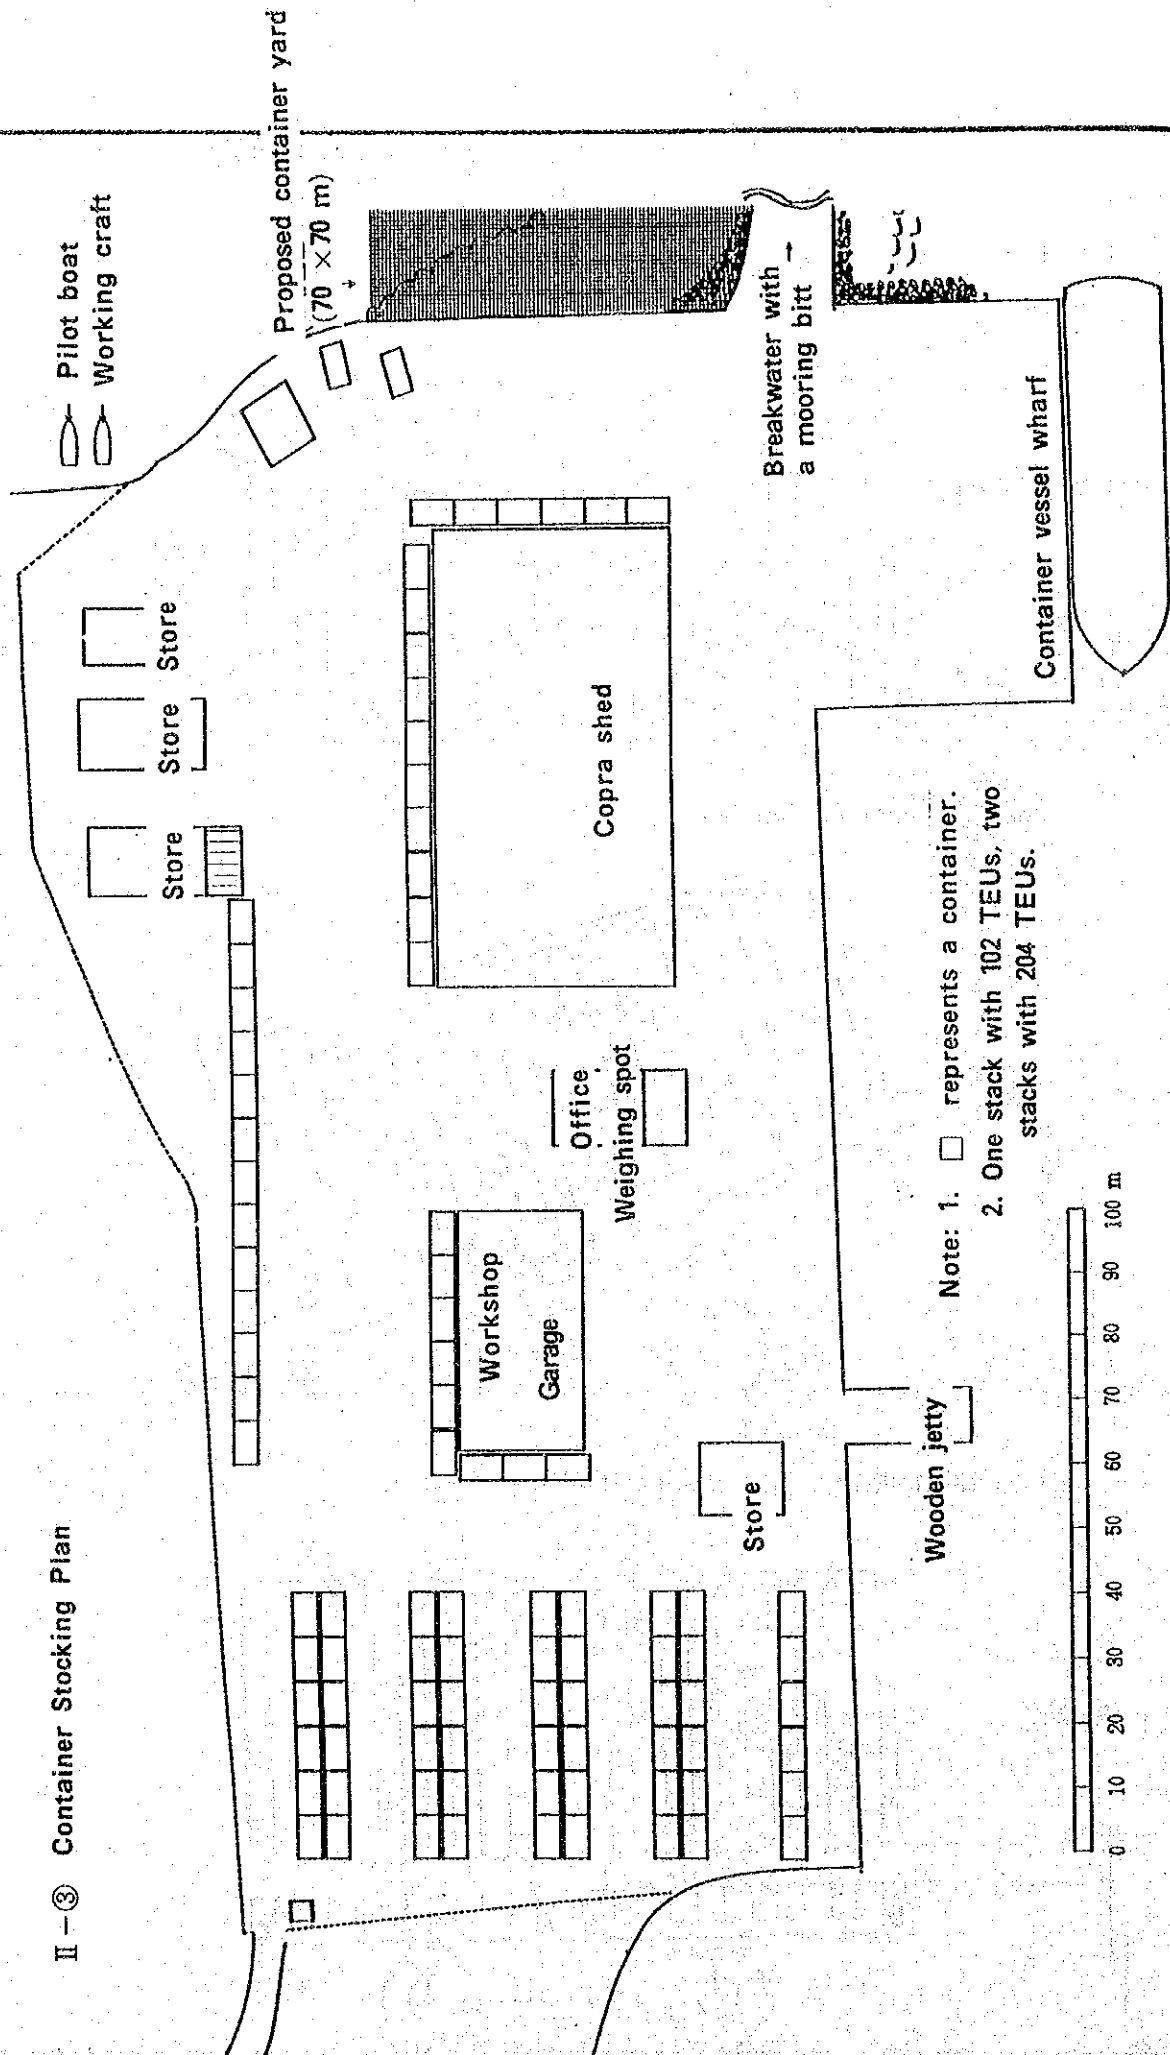 II-③ Container Stocking Plan
Pilot boat
Working craft
Proposed container yard
(70 × 70 m)
Store
Store
Store
Copra shed
Breakwater with
a mooring bitt →
Container vessel wharf
Office
Weighing spot
Workshop
Garage
Store
Wooden jetty
Note: 1. □ represents a container.
2. One stack with 102 TEUs, two
stacks with 204 TEUs.
0 10 20 30 40 50 60 70 80 90 100 m